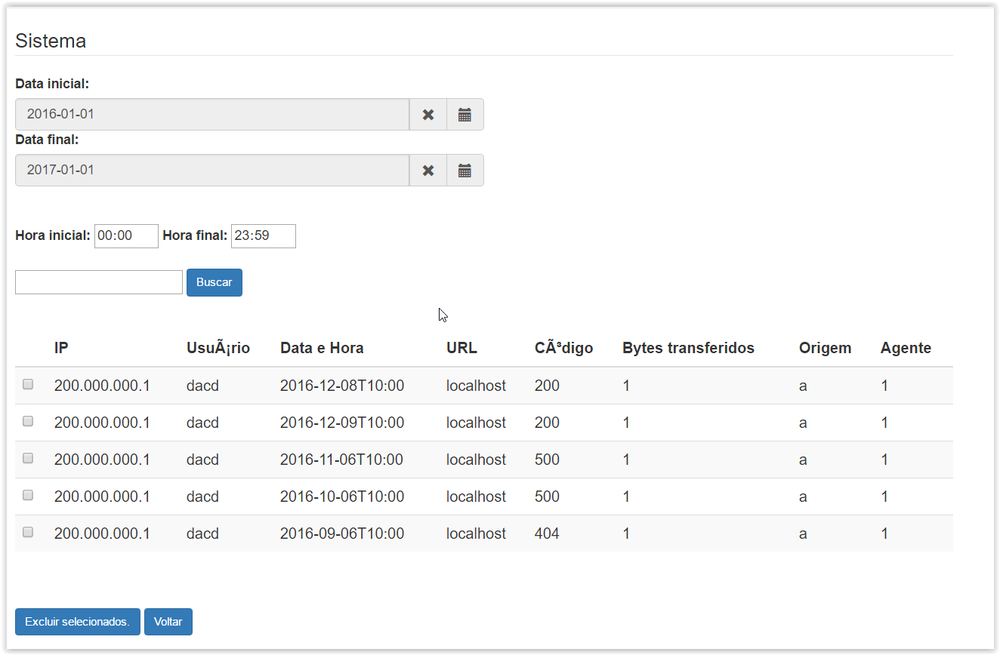 Sistema
Data inicial:
2016-01-01
Data final:
2017-01-01
Hora inicial: 00:00 Hora final: 23:59
Buscar
IP UsuÃ¡rio Data e Hora URL CÃ³digo Bytes transferidos Origem Agente
200.000.000.1 dacd 2016-12-08T10:00 localhost 200 1 a 1
200.000.000.1 dacd 2016-12-09T10:00 localhost 200 1 a 1
200.000.000.1 dacd 2016-11-06T10:00 localhost 500 1 a 1
200.000.000.1 dacd 2016-10-06T10:00 localhost 500 1 a 1
200.000.000.1 dacd 2016-09-06T10:00 localhost 404 1 a 1
Excluir selecionados. Voltar